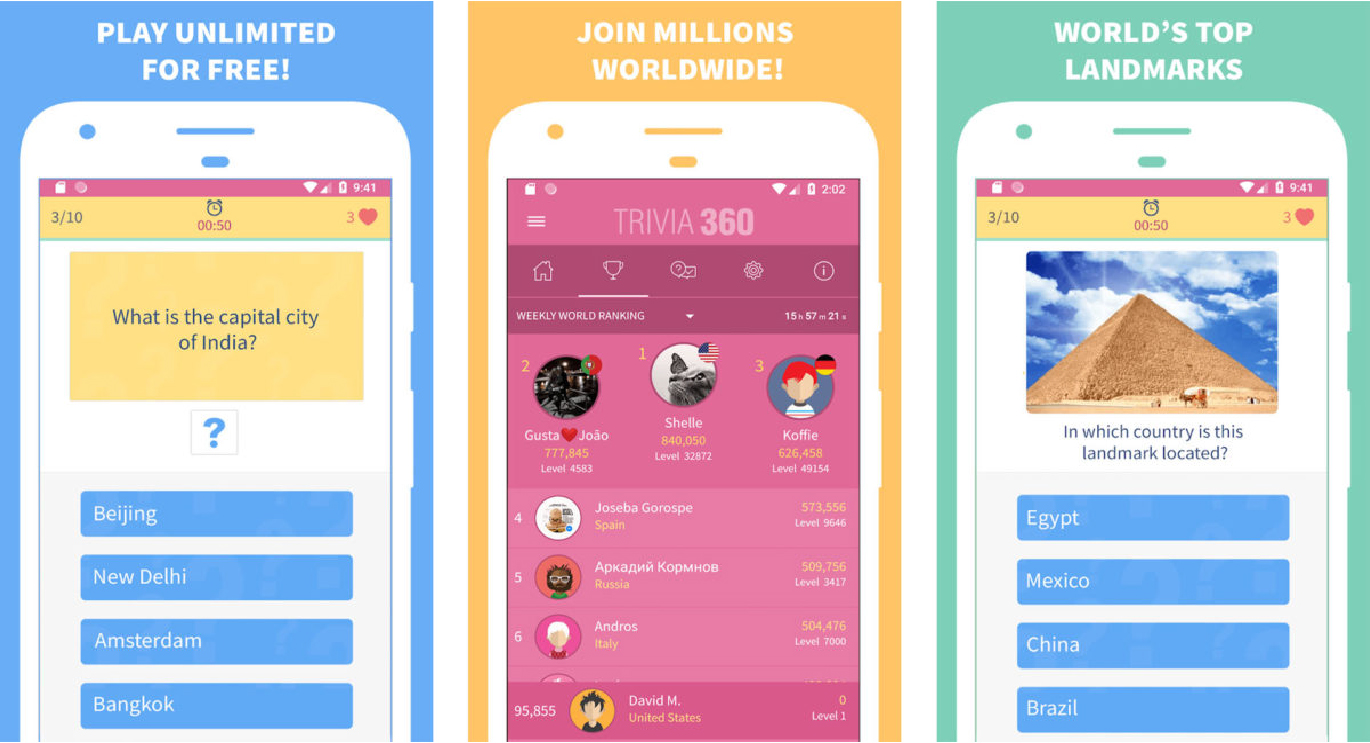 PLAY UNLIMITED
FOR FREE!
9:41
3/10
00:50
3
What is the capital city
of India?
?
Beijing
New Delhi
Amsterdam
Bangkok
JOIN MILLIONS
WORLDWIDE!
2:02
TRIVIA 360
WEEKLY WORLD RANKING
15 h 57 m 21 s
2
Gusta❤️João
777,845
Level 4583
1
Shelle
840,050
Level 32872
3
Koffie
626,458
Level 49154
4
Joseba Gorospe
Spain
573,556
Level 9646
5
Аркадий Кормнов
Russia
509,756
Level 3417
6
Andros
Italy
504,476
Level 7000
95,855
David M.
United States
0
Level 1
WORLD’S TOP
LANDMARKS
9:41
3/10
00:50
3
In which country is this
landmark located?
Egypt
Mexico
China
Brazil